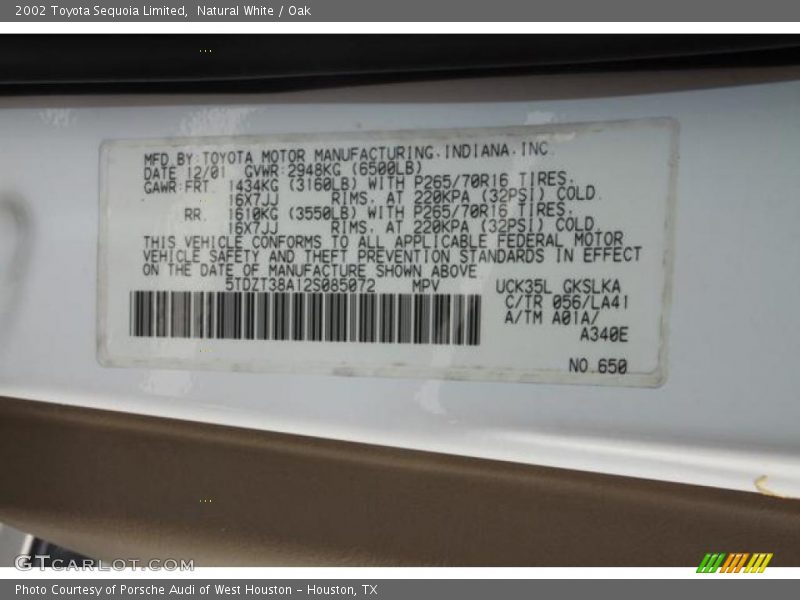 2002 Toyota Sequoia Limited, Natural White / Oak
MFD.BY:TOYOTA MOTOR MANUFACTURING.INDIANA.INC.
DATE 12/01 GVWR:2948KG (6500LB)
GAWR:FRT. 1434KG (3160LB) WITH P265/70R16 TIRES.
16X7JJ RIMS. AT 220KPA (32PSI) COLD.
RR. 1610KG (3550LB) WITH P265/70R16 TIRES.
16X7JJ RIMS. AT 220KPA (32PSI) COLD.
THIS VEHICLE CONFORMS TO ALL APPLICABLE FEDERAL MOTOR
VEHICLE SAFETY AND THEFT PREVENTION STANDARDS IN EFFECT
ON THE DATE OF MANUFACTURE SHOWN ABOVE
5TDZT38A12S085072 MPV UCK35L GKSLKA
C/TR 056/LA41
A/TM A01A/
A340E
NO.650
GTCARLOT.COM
Photo Courtesy of Porsche Audi of West Houston - Houston, TX